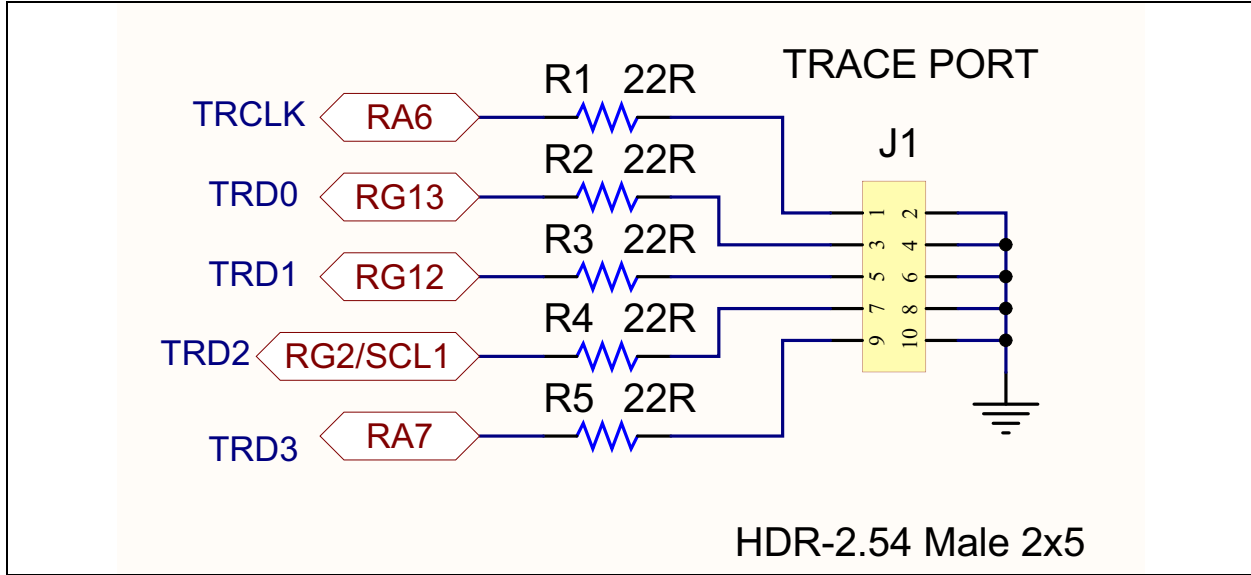 TRACE PORT
R1 22R
TRCLK RA6
J1
R2 22R
TRD0 RG13
1 2
R3 22R
3 4
TRD1 RG12
5 6
R4 22R
7 8
TRD2 RG2/SCL1
9 10
R5 22R
TRD3 RA7
HDR-2.54 Male 2x5